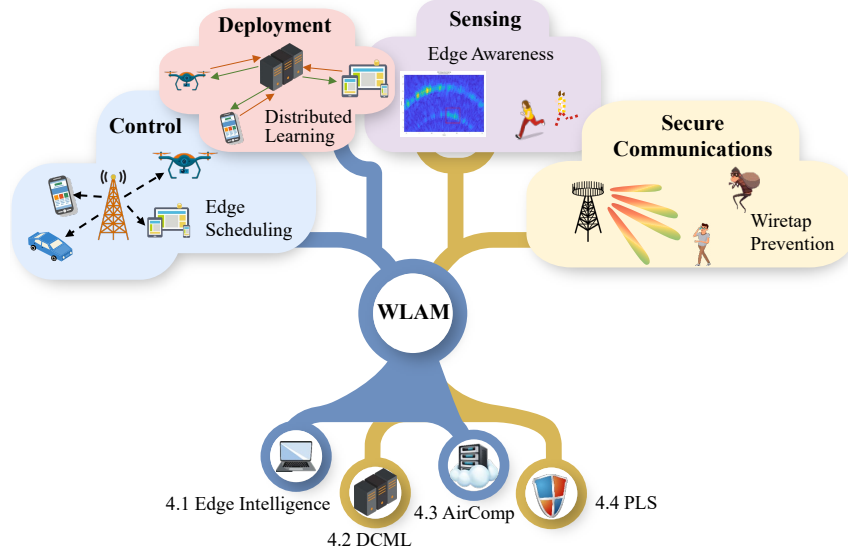 Deployment
Sensing
Edge Awareness
Distributed
Learning
Control
Edge
Scheduling
Secure
Communications
Wiretap
Prevention
WLAM
4.1 Edge Intelligence
4.2 DCML
4.3 AirComp
4.4 PLS